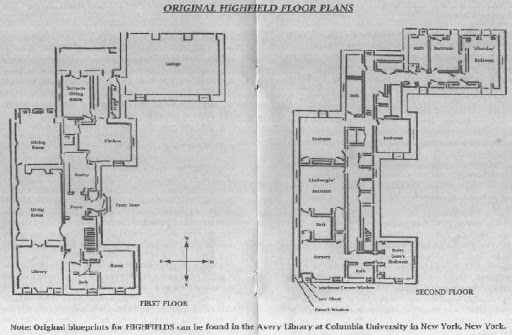 ORIGINAL HIGHFIELD FLOOR PLANS
Garage
Servants
Dining
Room
Dining
Room
Kitchen
Pantry
Foyer
Front Door
Living
Room
Library
Bath
Room
FIRST FLOOR
Bath
Bedroom
Bedroom
Bath
Bedroom
Bedroom
Lindberghs'
Bedroom
Bath
Nursery
Bath
Betty
Gow's
Bedroom
Southeast Corner Window
French Window
SECOND FLOOR
Note: Original blueprints for HIGHFIELDS can be found in the Avery Library at Columbia University in New York, New York.